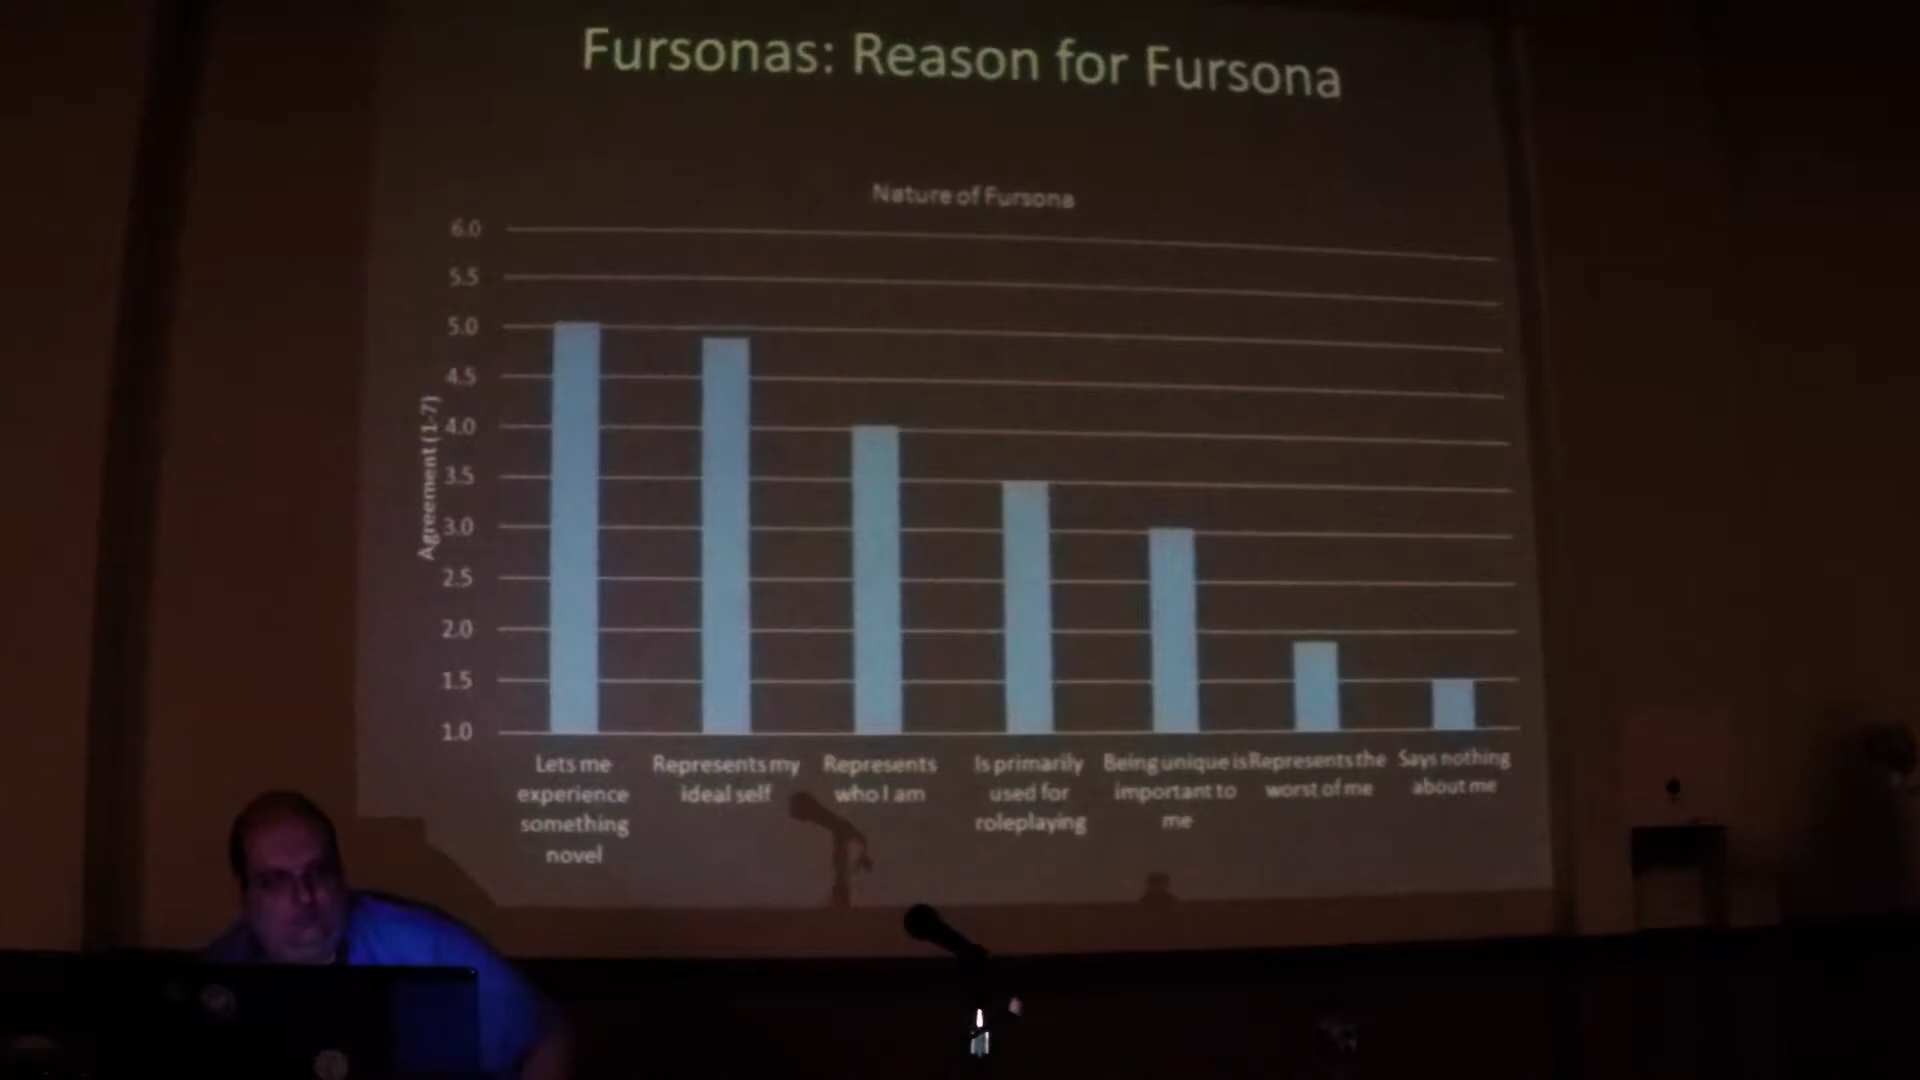 Fursonas: Reason for Fursona
Nature of Fursona
Agreement (1-7)
6.0
5.5
5.0
4.5
4.0
3.5
3.0
2.5
2.0
1.5
1.0
Lets me
experience
something
novel
Represents my
ideal self
Represents
who I am
Is primarily
used for
roleplaying
Being unique is
important to
me
Represents the
worst of me
Says nothing
about me